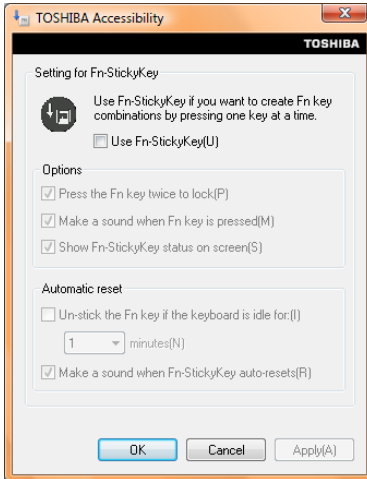 TOSHIBA Accessibility
TOSHIBA
Setting for Fn-StickyKey
Use Fn-StickyKey if you want to create Fn key
combinations by pressing one key at a time.
Use Fn-StickyKey(U)
Options
Press the Fn key twice to lock(P)
Make a sound when Fn key is pressed(M)
Show Fn-StickyKey status on screen(S)
Automatic reset
Un-stick the Fn key if the keyboard is idle for:(I)
1 minutes(N)
Make a sound when Fn-StickyKey auto-resets(R)
OK Cancel Apply(A)